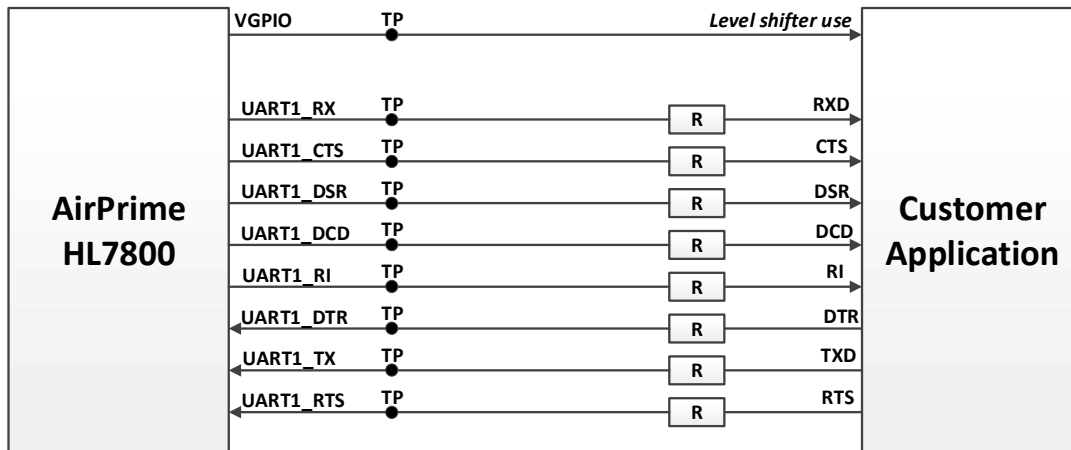 VGPIO TP Level shifter use
UART1_RX TP R RXD
UART1_CTS TP R CTS
UART1_DSR TP R DSR
UART1_DCD TP R DCD
UART1_RI TP R RI
UART1_DTR TP R DTR
UART1_TX TP R TXD
UART1_RTS TP R RTS
AirPrime
HL7800
Customer
Application